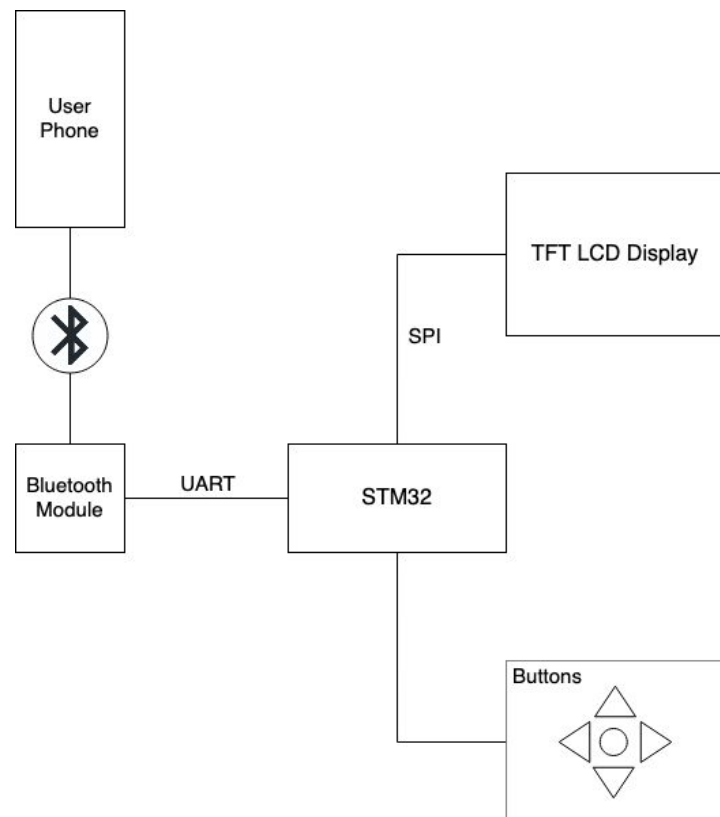 User
Phone
TFT LCD Display
SPI
Bluetooth
Module
UART
STM32
Buttons